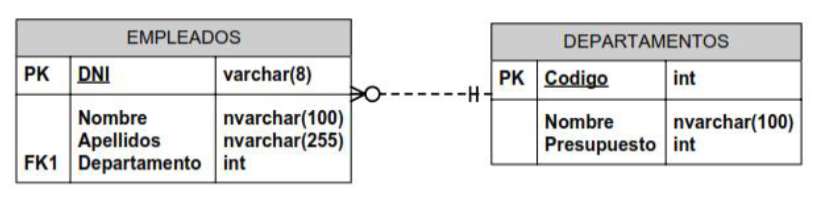 EMPLEADOS
PK DNI varchar(8)
Nombre nvarchar(100)
Apellidos nvarchar(255)
FK1 Departamento int
DEPARTAMENTOS
PK Codigo int
Nombre nvarchar(100)
Presupuesto int